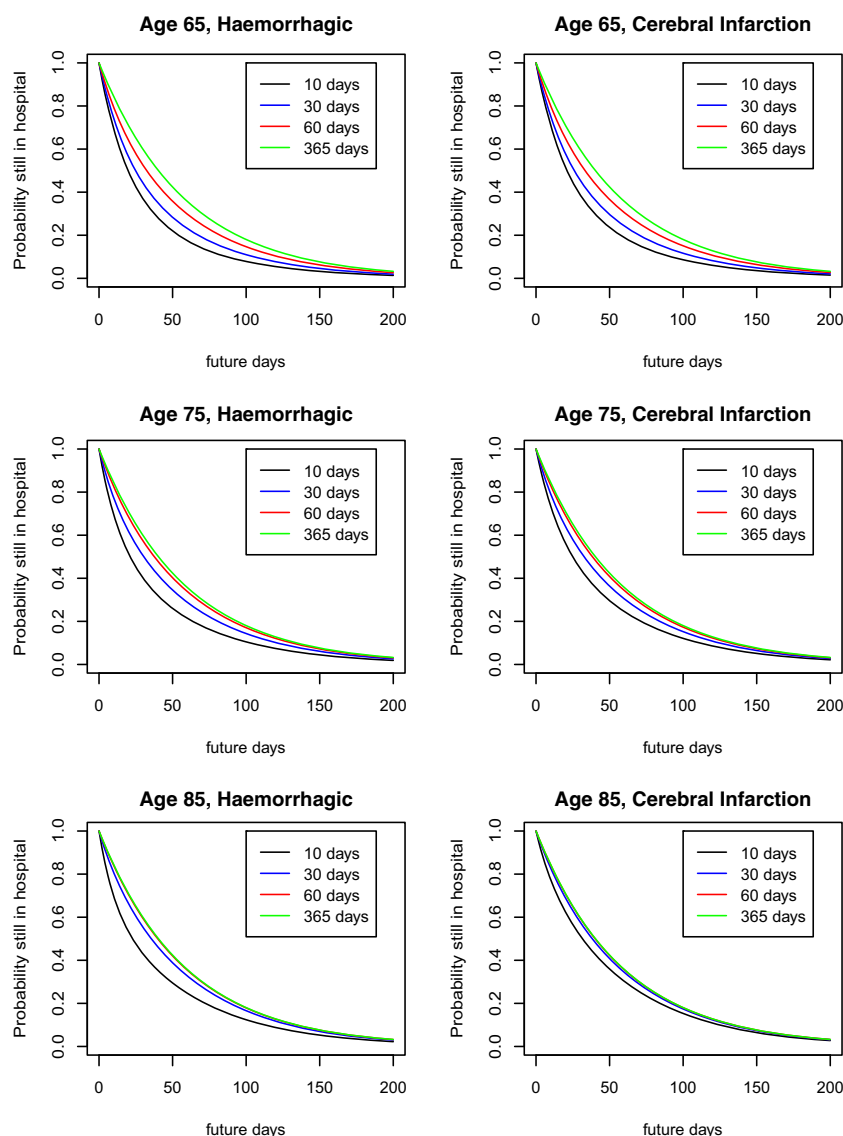 Age 65, Haemorrhagic
Probability still in hospital
1.0
0.8
0.6
0.4
0.2
0.0
10 days
30 days
60 days
365 days
0 50 100 150 200
future days
Age 65, Cerebral Infarction
Probability still in hospital
1.0
0.8
0.6
0.4
0.2
0.0
10 days
30 days
60 days
365 days
0 50 100 150 200
future days
Age 75, Haemorrhagic
Probability still in hospital
1.0
0.8
0.6
0.4
0.2
0.0
10 days
30 days
60 days
365 days
0 50 100 150 200
future days
Age 75, Cerebral Infarction
Probability still in hospital
1.0
0.8
0.6
0.4
0.2
0.0
10 days
30 days
60 days
365 days
0 50 100 150 200
future days
Age 85, Haemorrhagic
Probability still in hospital
1.0
0.8
0.6
0.4
0.2
0.0
10 days
30 days
60 days
365 days
0 50 100 150 200
future days
Age 85, Cerebral Infarction
Probability still in hospital
1.0
0.8
0.6
0.4
0.2
0.0
10 days
30 days
60 days
365 days
0 50 100 150 200
future days